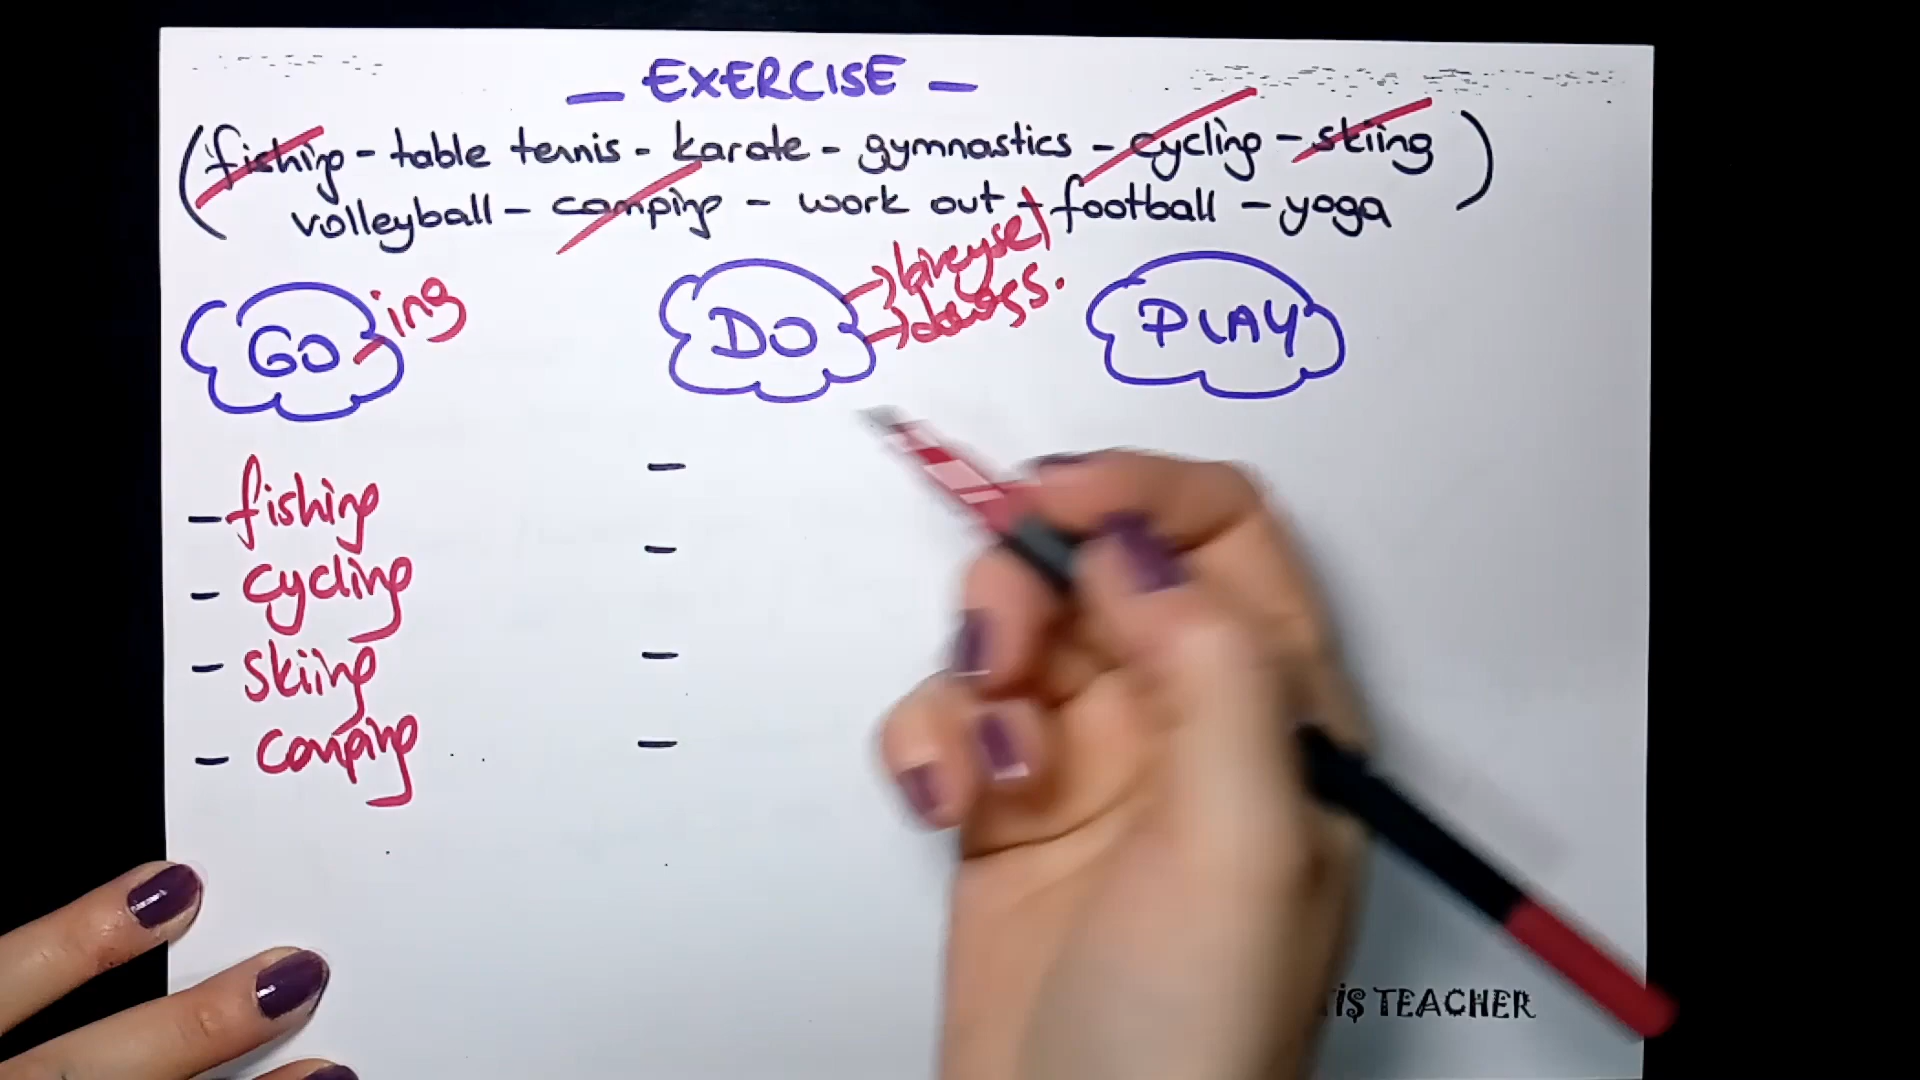 — EXERCISE —
(fishing - table tennis - karate - gymnastics - cycling - skiing
volleyball - camping - work out - football - yoga)
GO ing
DO bireysel
PLAY
- fishing
- cycling
- skiing
- camping
-
-
-
-
TEACHER